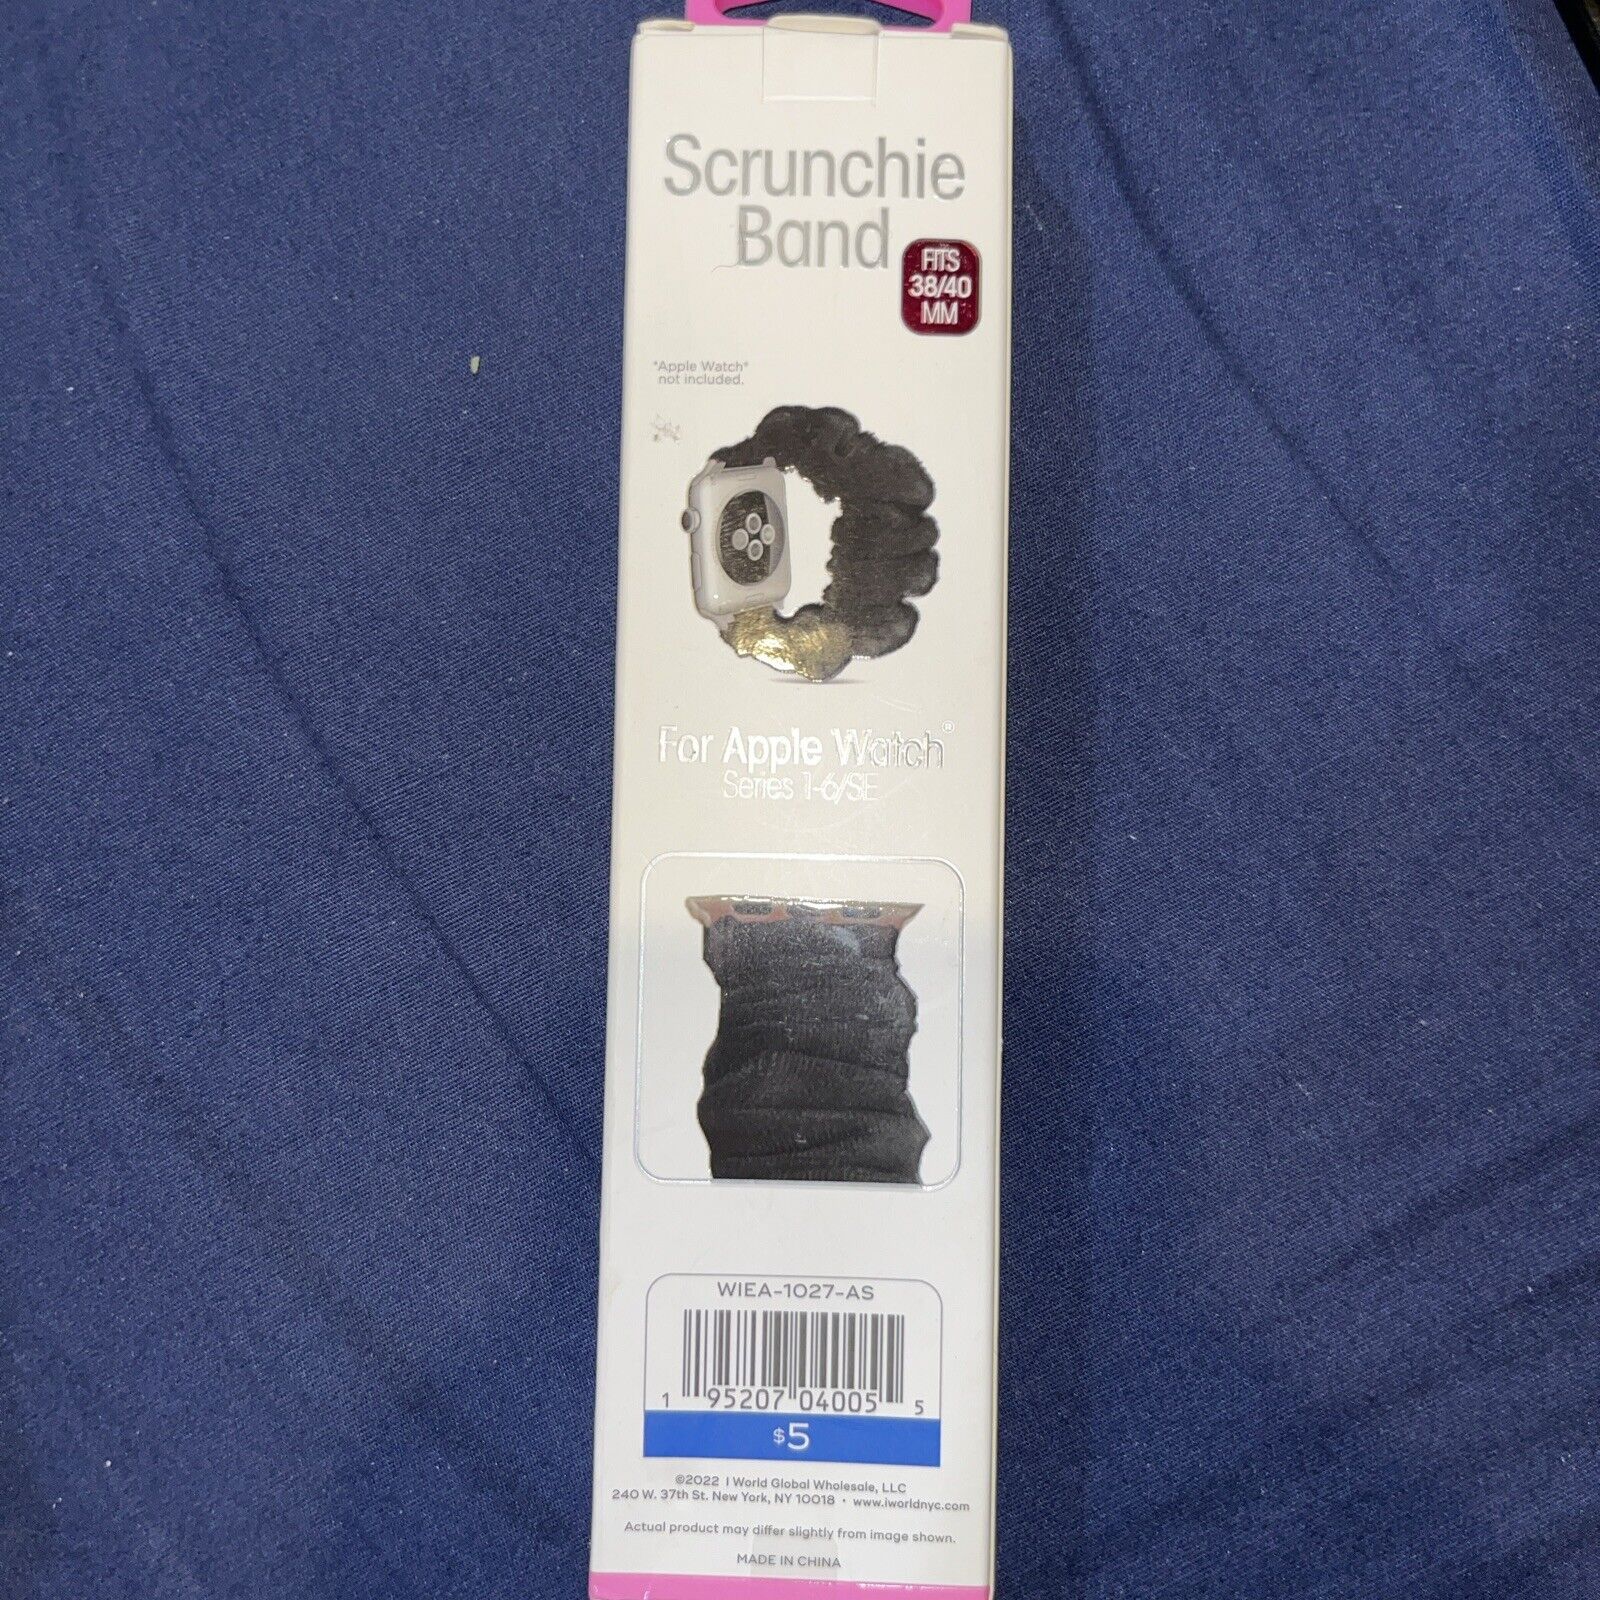 Scrunchie
Band
FITS
38/40
MM
*Apple Watch*
not included.
For Apple Watch®
Series 1-6/SE
WIEA-1027-AS
1 95207 04005 5
$5
©2022 I World Global Wholesale, LLC
240 W. 37th St. New York, NY 10018 • www.iworldnyc.com
Actual product may differ slightly from image shown.
MADE IN CHINA